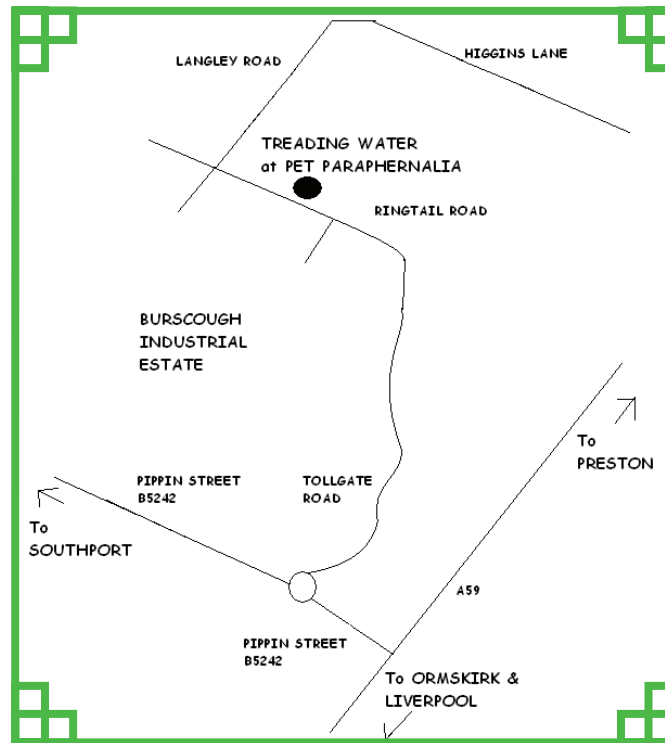 LANGLEY ROAD
HIGGINS LANE
TREADING WATER
at PET PARAPHERNALIA
RINGTAIL ROAD
BURSCOUGH
INDUSTRIAL
ESTATE
To
PRESTON
PIPPIN STREET
B5242
TOLLGATE
ROAD
To
SOUTHPORT
A59
PIPPIN STREET
B5242
To ORMSKIRK &
LIVERPOOL